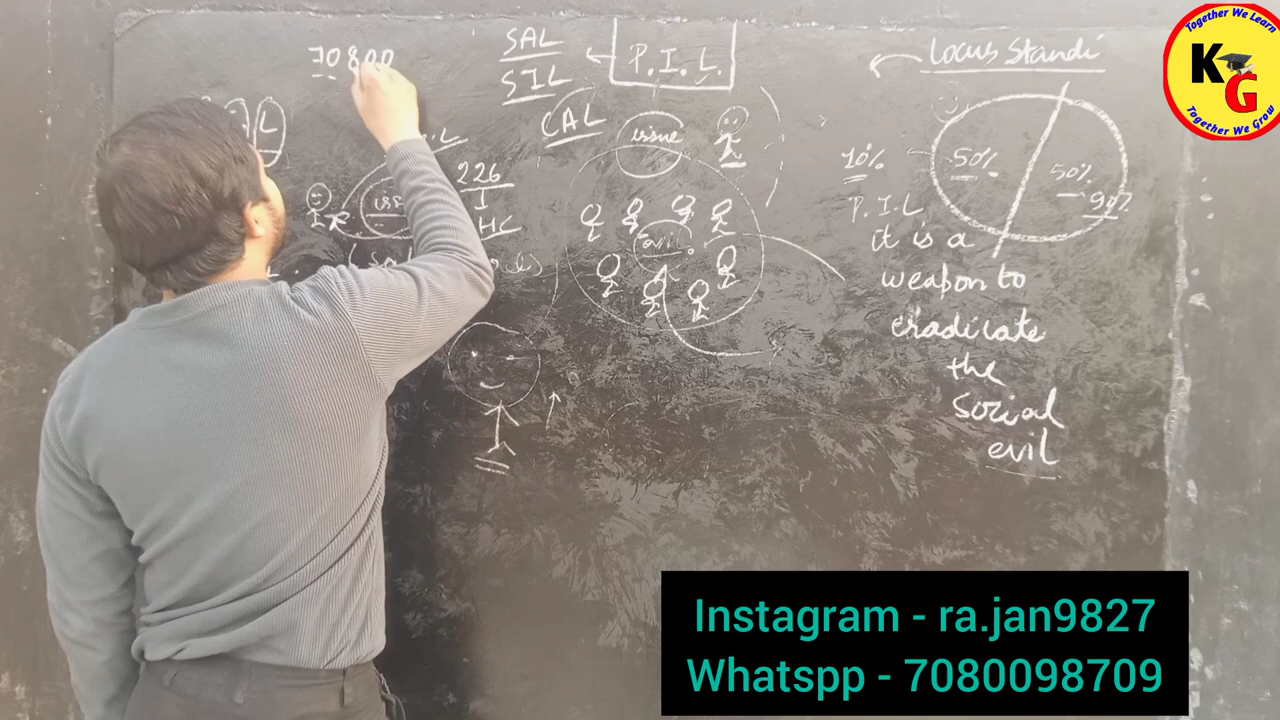 70800
SAL
SIL
P.I.L.
Locus Standi
CAL
issue
L
226
I
HC
10%
50%
50%
90%
evil
P.I.L
it is a
weapon to
eradicate
the
social
evil
Together We Learn
KG
Together We Grow
Instagram - ra.jan9827
Whatspp - 7080098709